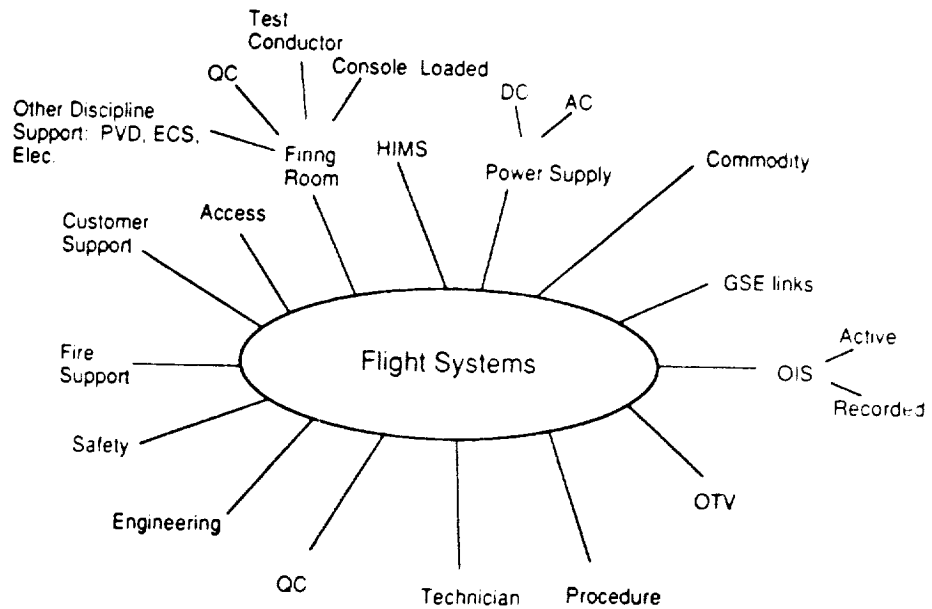 Test
Conductor
QC
Console Loaded
DC
AC
Other Discipline
Support: PVD, ECS,
Elec.
Firing
Room
HIMS
Power Supply
Commodity
Access
Customer
Support
GSE links
Flight Systems
Active
OIS
Recorded
Fire
Support
Safety
OTV
Engineering
QC
Technician
Procedure